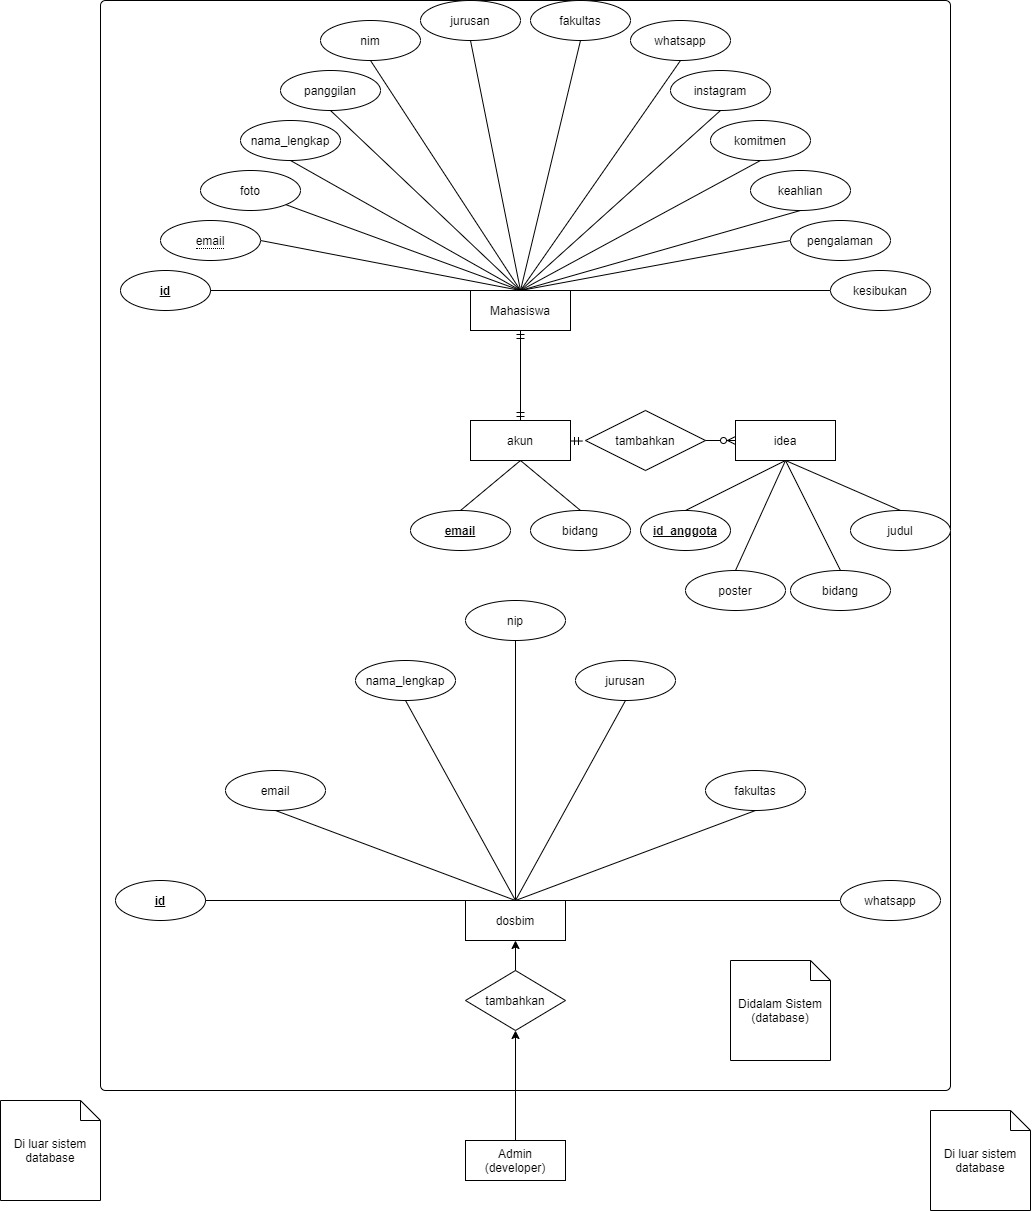 jurusan
fakultas
nim
whatsapp
panggilan
instagram
nama_lengkap
komitmen
foto
keahlian
email
pengalaman
id
kesibukan
Mahasiswa
akun
tambahkan
idea
email
bidang
id_anggota
judul
poster
bidang
nip
nama_lengkap
jurusan
email
fakultas
id
whatsapp
dosbim
tambahkan
Didalam Sistem
(database)
Di luar sistem
database
Admin
(developer)
Di luar sistem
database